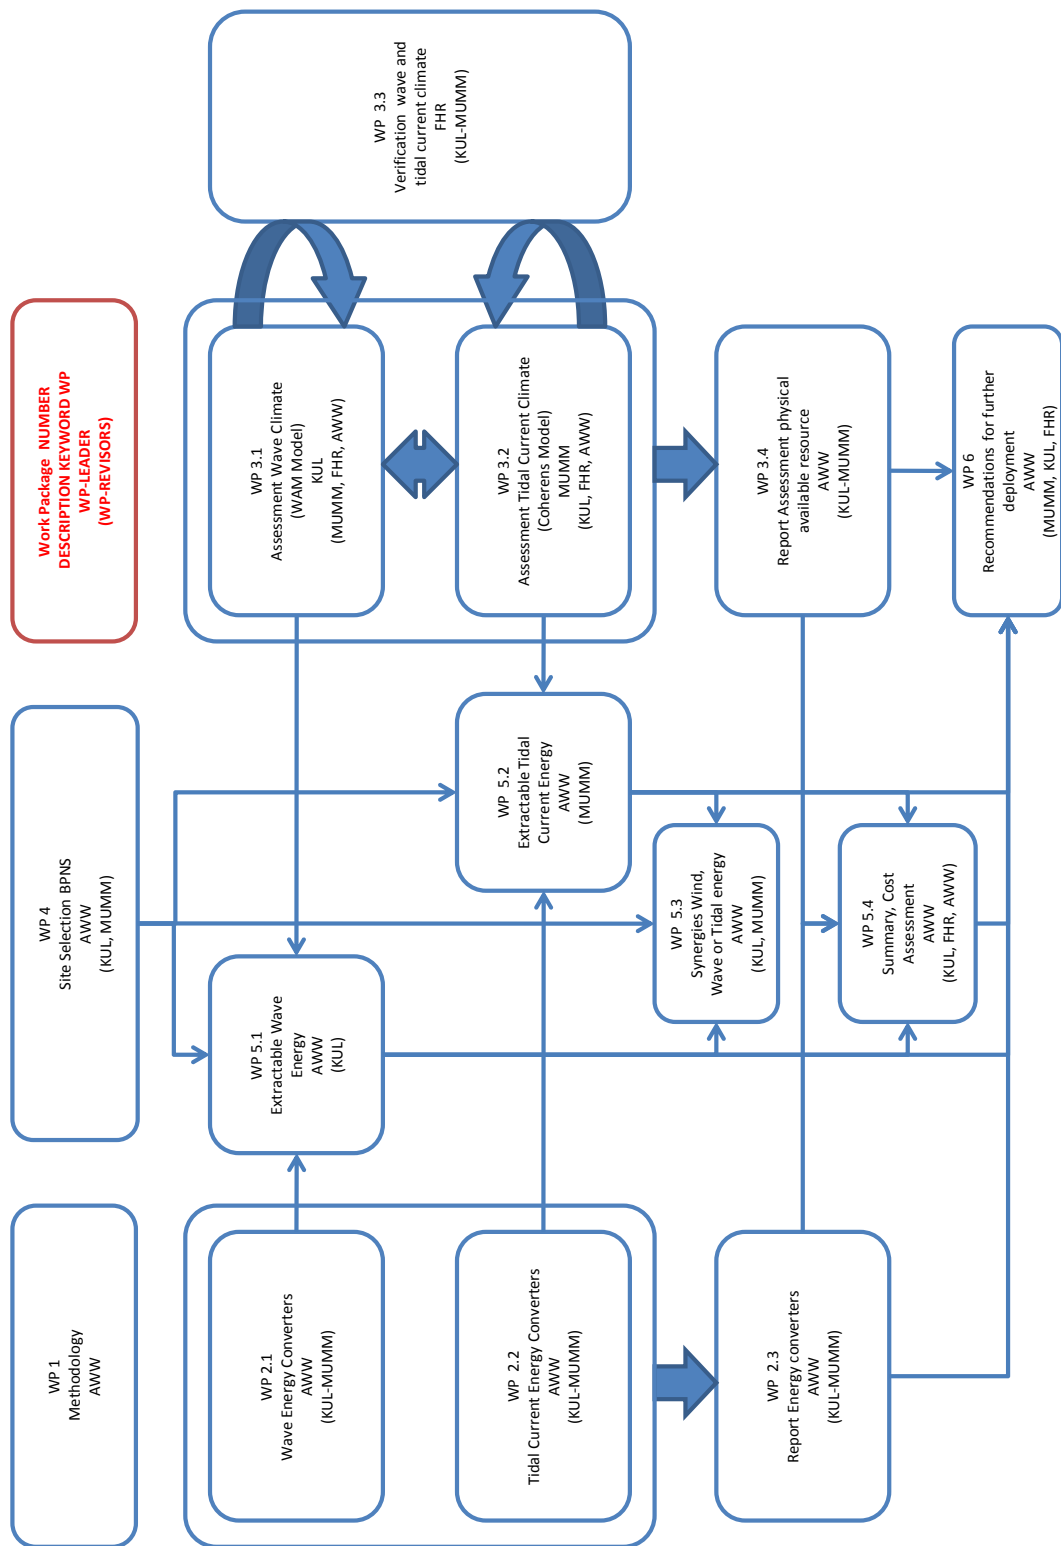 WP 1
Methodology
AWW
WP 4
Site Selection BPNS
AWW
(KUL, MUMM)
Work Package NUMBER
DESCRIPTION KEYWORD WP
WP-LEADER
(WP-REVISORS)
WP 2.1
Wave Energy Converters
AWW
(KUL-MUMM)
WP 5.1
Extractable Wave
Energy
AWW
(KUL)
WP 3.1
Assessment Wave Climate
(WAM Model)
KUL
(MUMM, FHR, AWW)
WP 3.3
Verification wave and
tidal current climate
FHR
(KUL-MUMM)
WP 2.2
Tidal Current Energy Converters
AWW
(KUL-MUMM)
WP 5.2
Extractable Tidal
Current Energy
AWW
(MUMM)
WP 3.2
Assessment Tidal Current Climate
(Coherens Model)
MUMM
(KUL, FHR, AWW)
WP 2.3
Report Energy converters
AWW
(KUL-MUMM)
WP 5.3
Synergies Wind,
Wave or Tidal energy
AWW
(KUL, MUMM)
WP 3.4
Report Assessment physical
available resource
AWW
(KUL-MUMM)
WP 5.4
Summary, Cost
Assessment
AWW
(KUL, FHR, AWW)
WP 6
Recommendations for further
deployment
AWW
(MUMM, KUL, FHR)